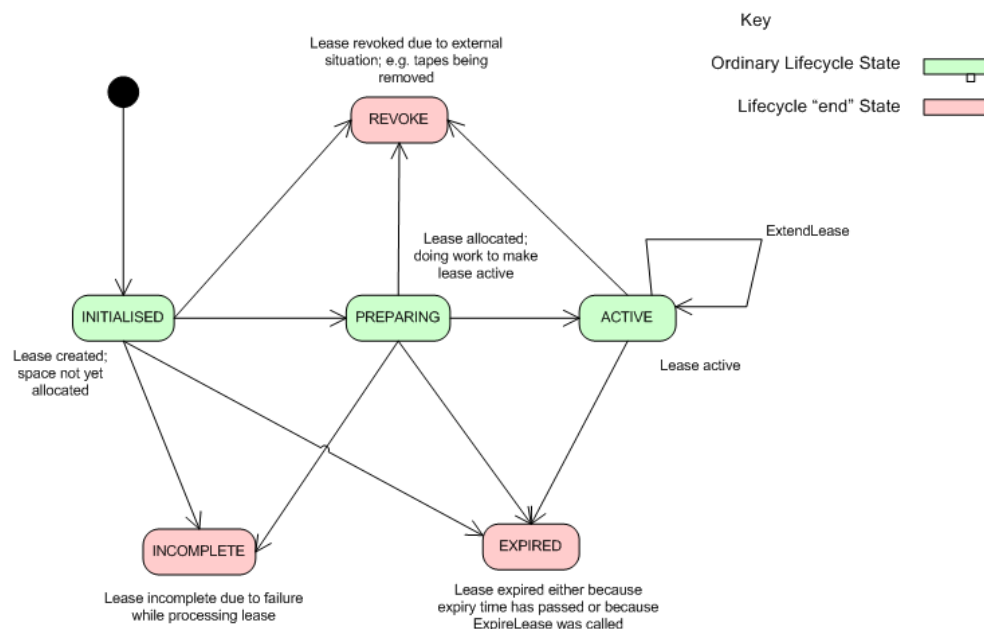 Key
Ordinary Lifecycle State
Lifecycle “end” State
Lease revoked due to external
situation; e.g. tapes being
removed
REVOKE
Lease allocated;
doing work to make
lease active
ExtendLease
INITIALISED
PREPARING
ACTIVE
Lease created;
space not yet
allocated
Lease active
INCOMPLETE
EXPIRED
Lease incomplete due to failure
while processing lease
Lease expired either because
expiry time has passed or because
ExpireLease was called